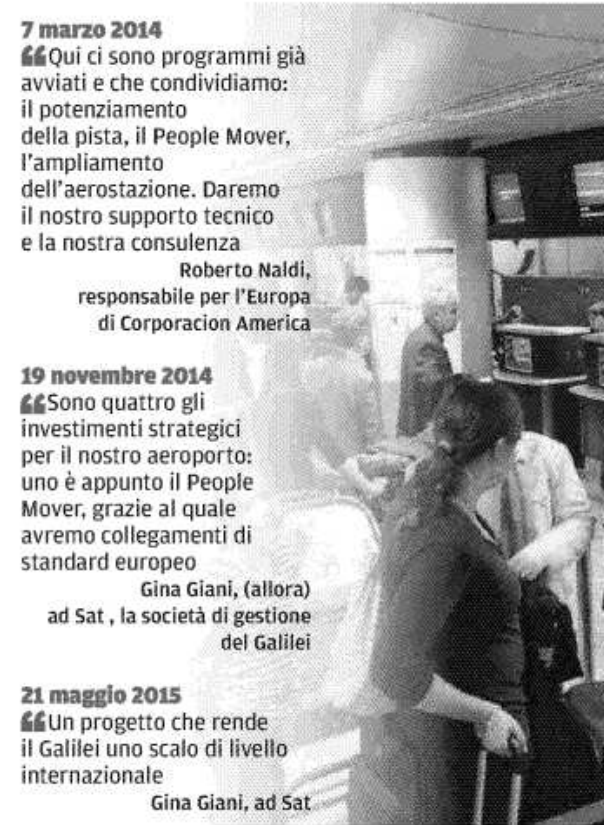 7 marzo 2014
❝Qui ci sono programmi già
avviati e che condividiamo:
il potenziamento
della pista, il People Mover,
l'ampliamento
dell'aerostazione. Daremo
il nostro supporto tecnico
e la nostra consulenza
Roberto Naldi,
responsabile per l'Europa
di Corporacion America
19 novembre 2014
❝Sono quattro gli
investimenti strategici
per il nostro aeroporto:
uno è appunto il People
Mover, grazie al quale
avremo collegamenti di
standard europeo
Gina Giani, (allora)
ad Sat , la società di gestione
del Galilei
21 maggio 2015
❝Un progetto che rende
il Galilei uno scalo di livello
internazionale
Gina Giani, ad Sat